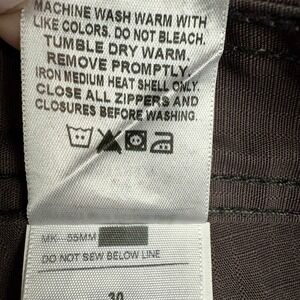 MACHINE WASH WARM WITH
LIKE COLORS. DO NOT BLEACH.
TUMBLE DRY WARM.
REMOVE PROMPTLY.
IRON MEDIUM HEAT SHELL ONLY.
CLOSE ALL ZIPPERS AND
CLOSURES BEFORE WASHING.
MK- 55MM
DO NOT SEW BELOW LINE
30